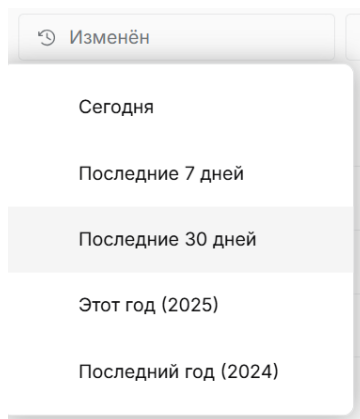 Изменён
Сегодня
Последние 7 дней
Последние 30 дней
Этот год (2025)
Последний год (2024)